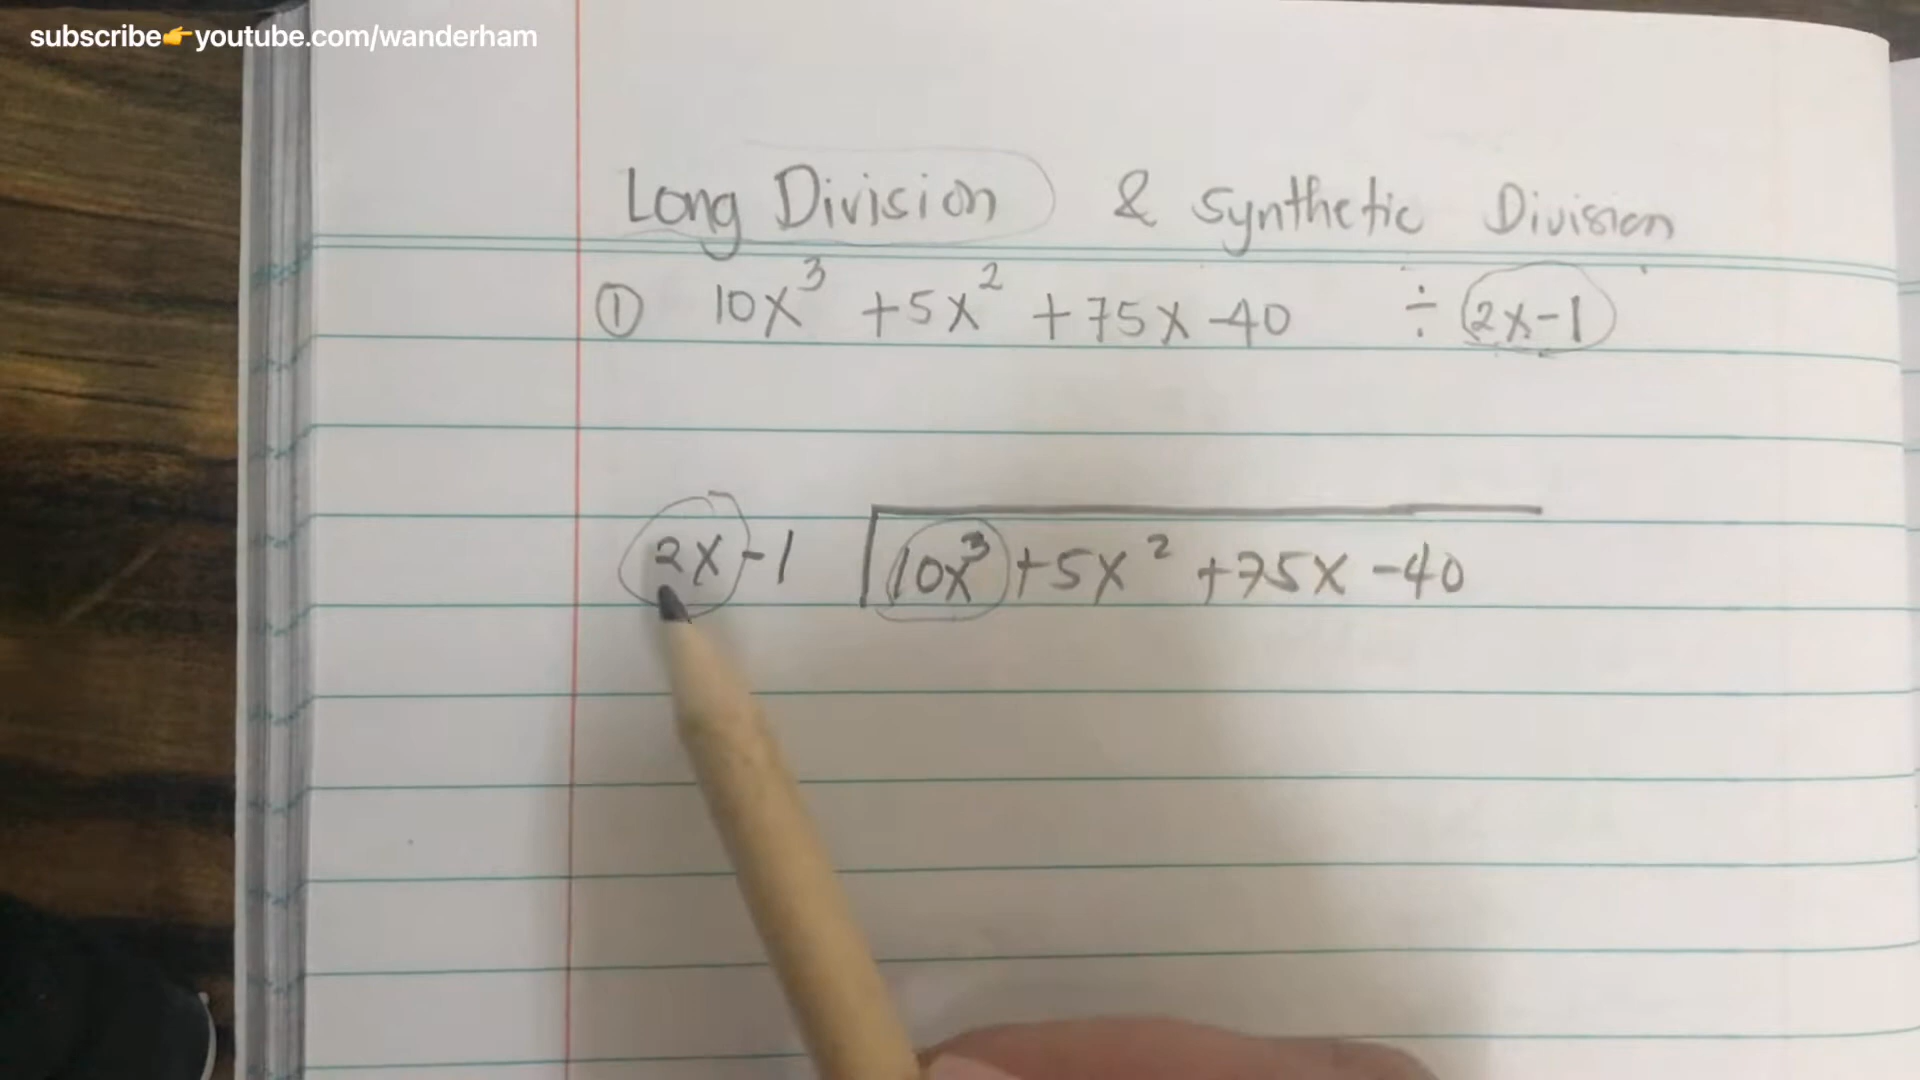 subscribe👉youtube.com/wanderham
Long Division & Synthetic Division
① 10x³ +5x² +75x -40 ÷ 2x-1
2x-1 10x³ +5x² +75x -40